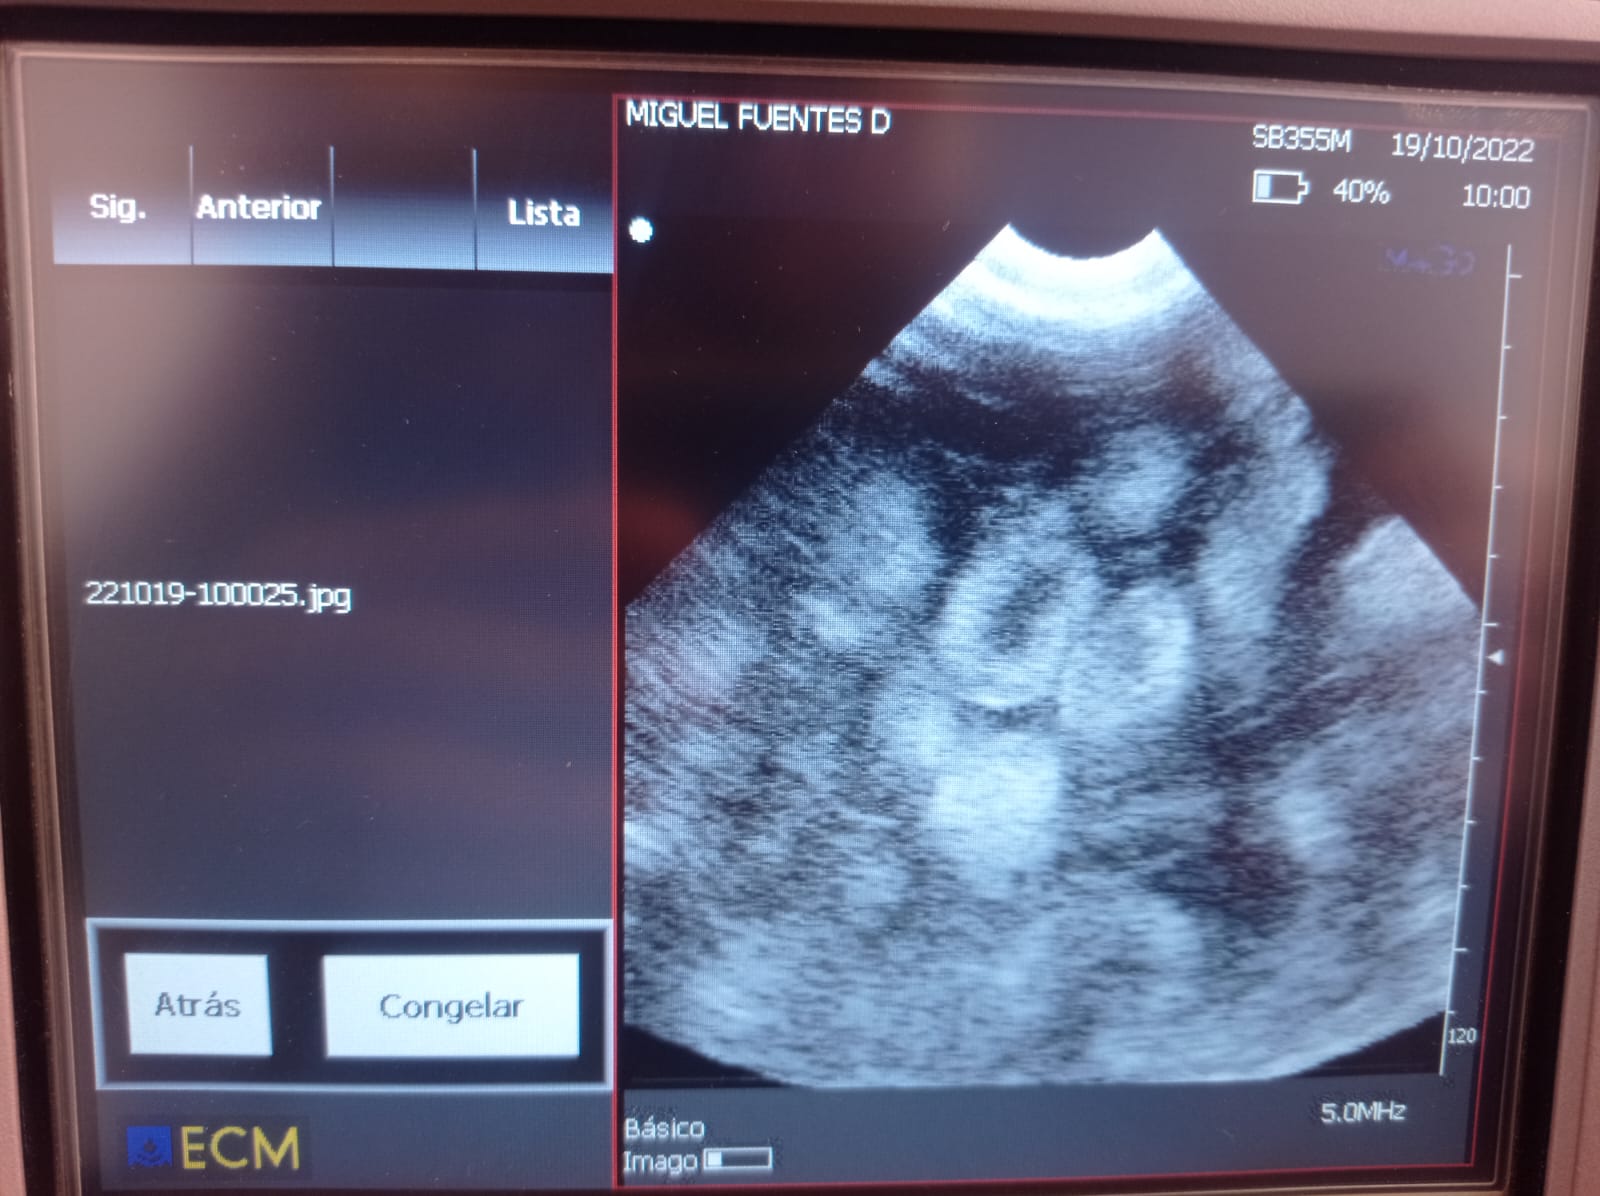 MIGUEL FUENTES D
SB355M 19/10/2022
40% 10:00
Sig. Anterior Lista
221019-100025.jpg
Atrás Congelar
120
5.0MHz
Básico
Imago
ECM